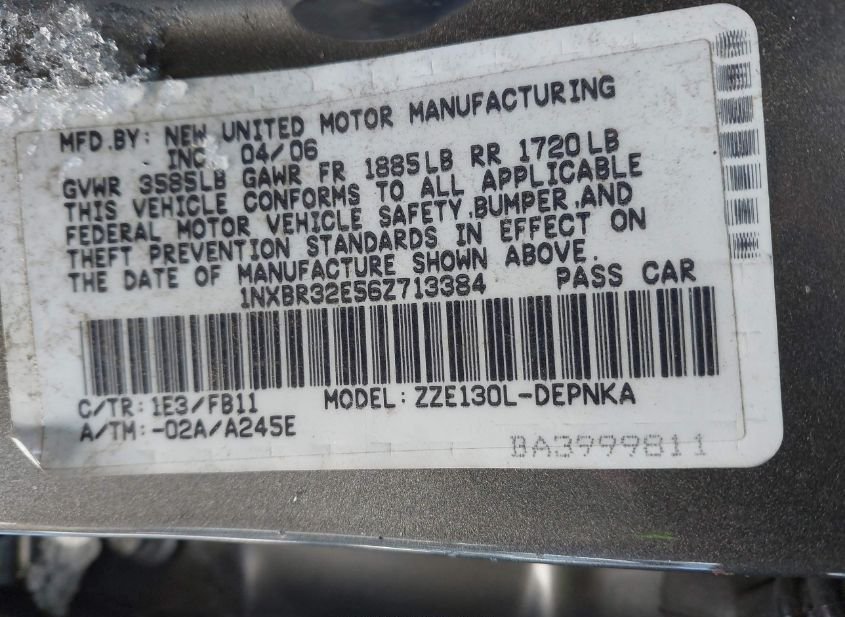 MFD.BY: NEW UNITED MOTOR MANUFACTURING
INC. 04/06
GVWR 3585LB GAWR FR 1885LB RR 1720LB
THIS VEHICLE CONFORMS TO ALL APPLICABLE
FEDERAL MOTOR VEHICLE SAFETY,BUMPER,AND
THEFT PREVENTION STANDARDS IN EFFECT ON
THE DATE OF MANUFACTURE SHOWN ABOVE.
1NXBR32E56Z713384 PASS CAR
C/TR:1E3/FB11 MODEL:ZZE130L-DEPNKA
A/TM:-02A/A245E
BA3999811